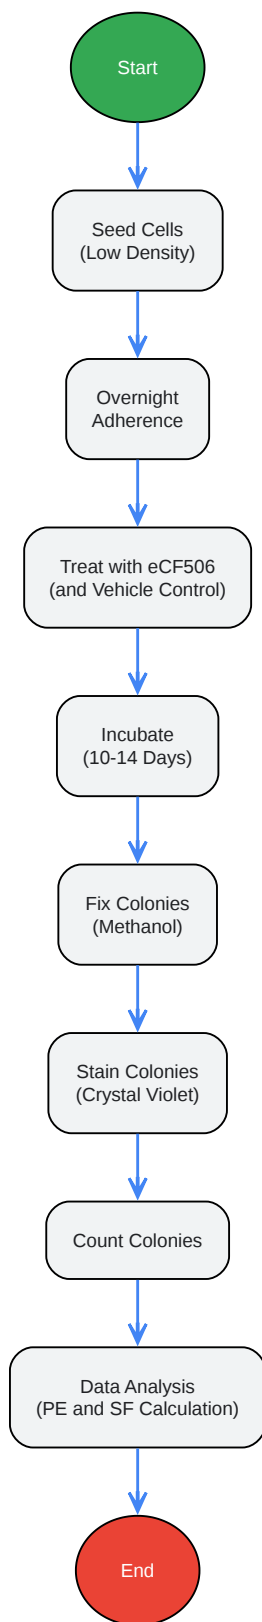 Start
Seed Cells
(Low Density)
Overnight
Adherence
Treat with eCF506
(and Vehicle Control)
Incubate
(10-14 Days)
Fix Colonies
(Methanol)
Stain Colonies
(Crystal Violet)
Count Colonies
Data Analysis
(PE and SF Calculation)
End